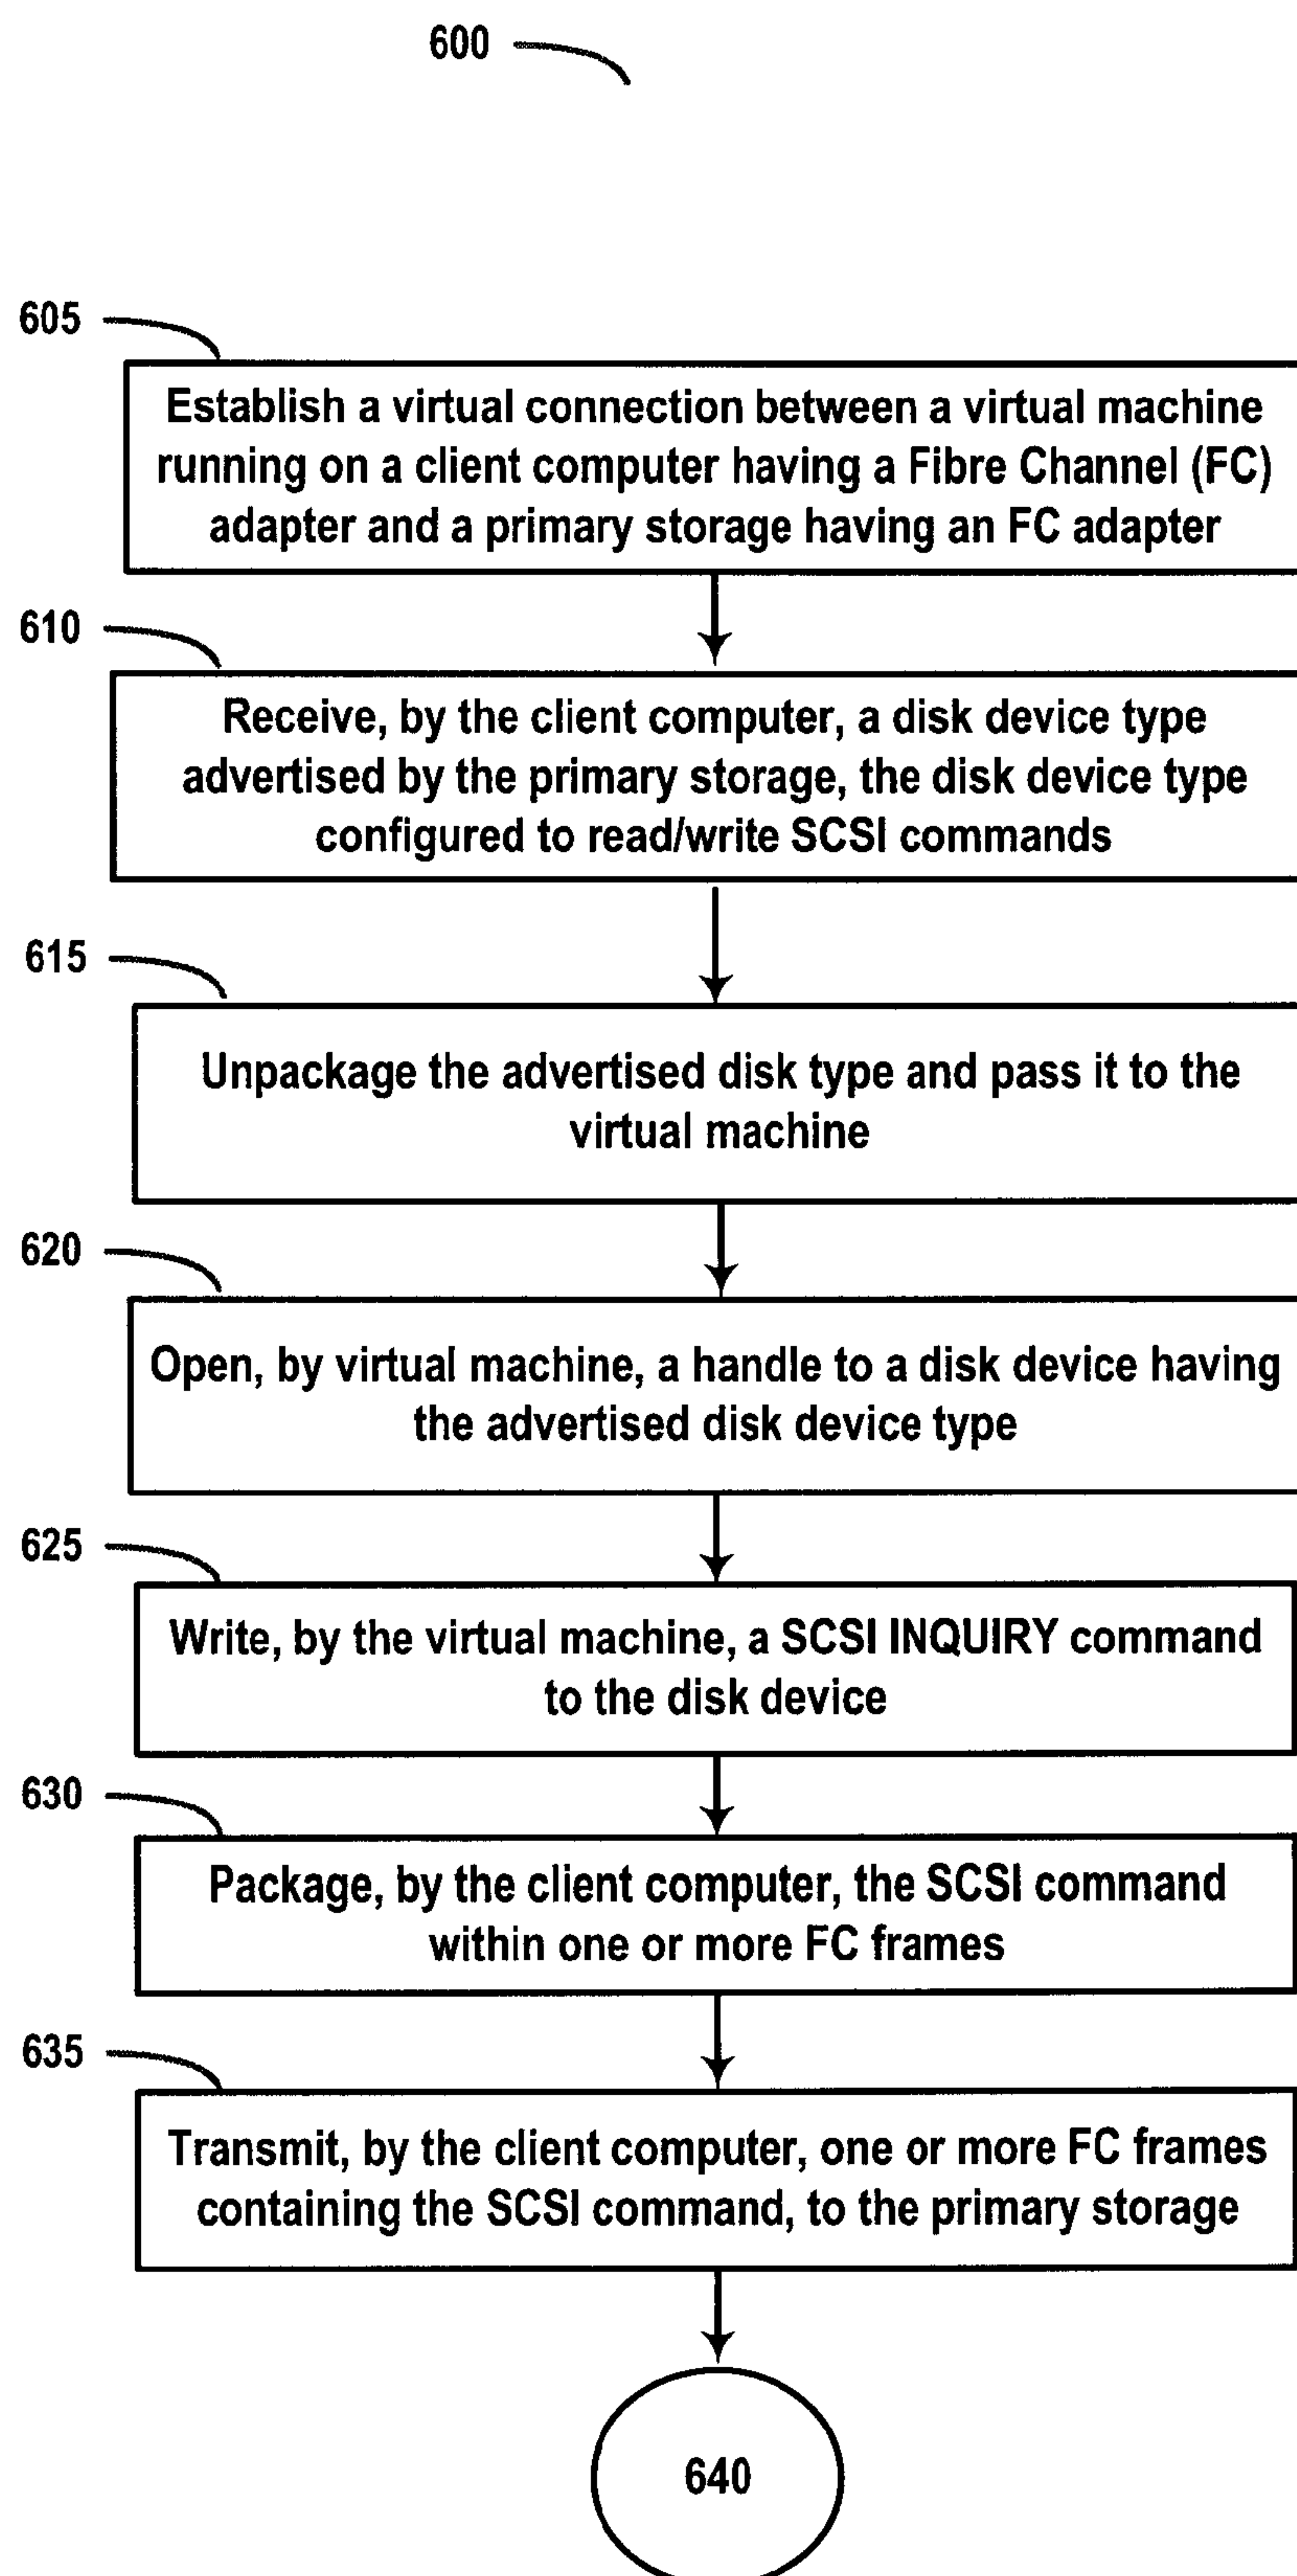 600
605
Establish a virtual connection between a virtual machine
running on a client computer having a Fibre Channel (FC)
adapter and a primary storage having an FC adapter
610
Receive, by the client computer, a disk device type
advertised by the primary storage, the disk device type
configured to read/write SCSI commands
615
Unpackage the advertised disk type and pass it to the
virtual machine
620
Open, by virtual machine, a handle to a disk device having
the advertised disk device type
625
Write, by the virtual machine, a SCSI INQUIRY command
to the disk device
630
Package, by the client computer, the SCSI command
within one or more FC frames
635
Transmit, by the client computer, one or more FC frames
containing the SCSI command, to the primary storage
640